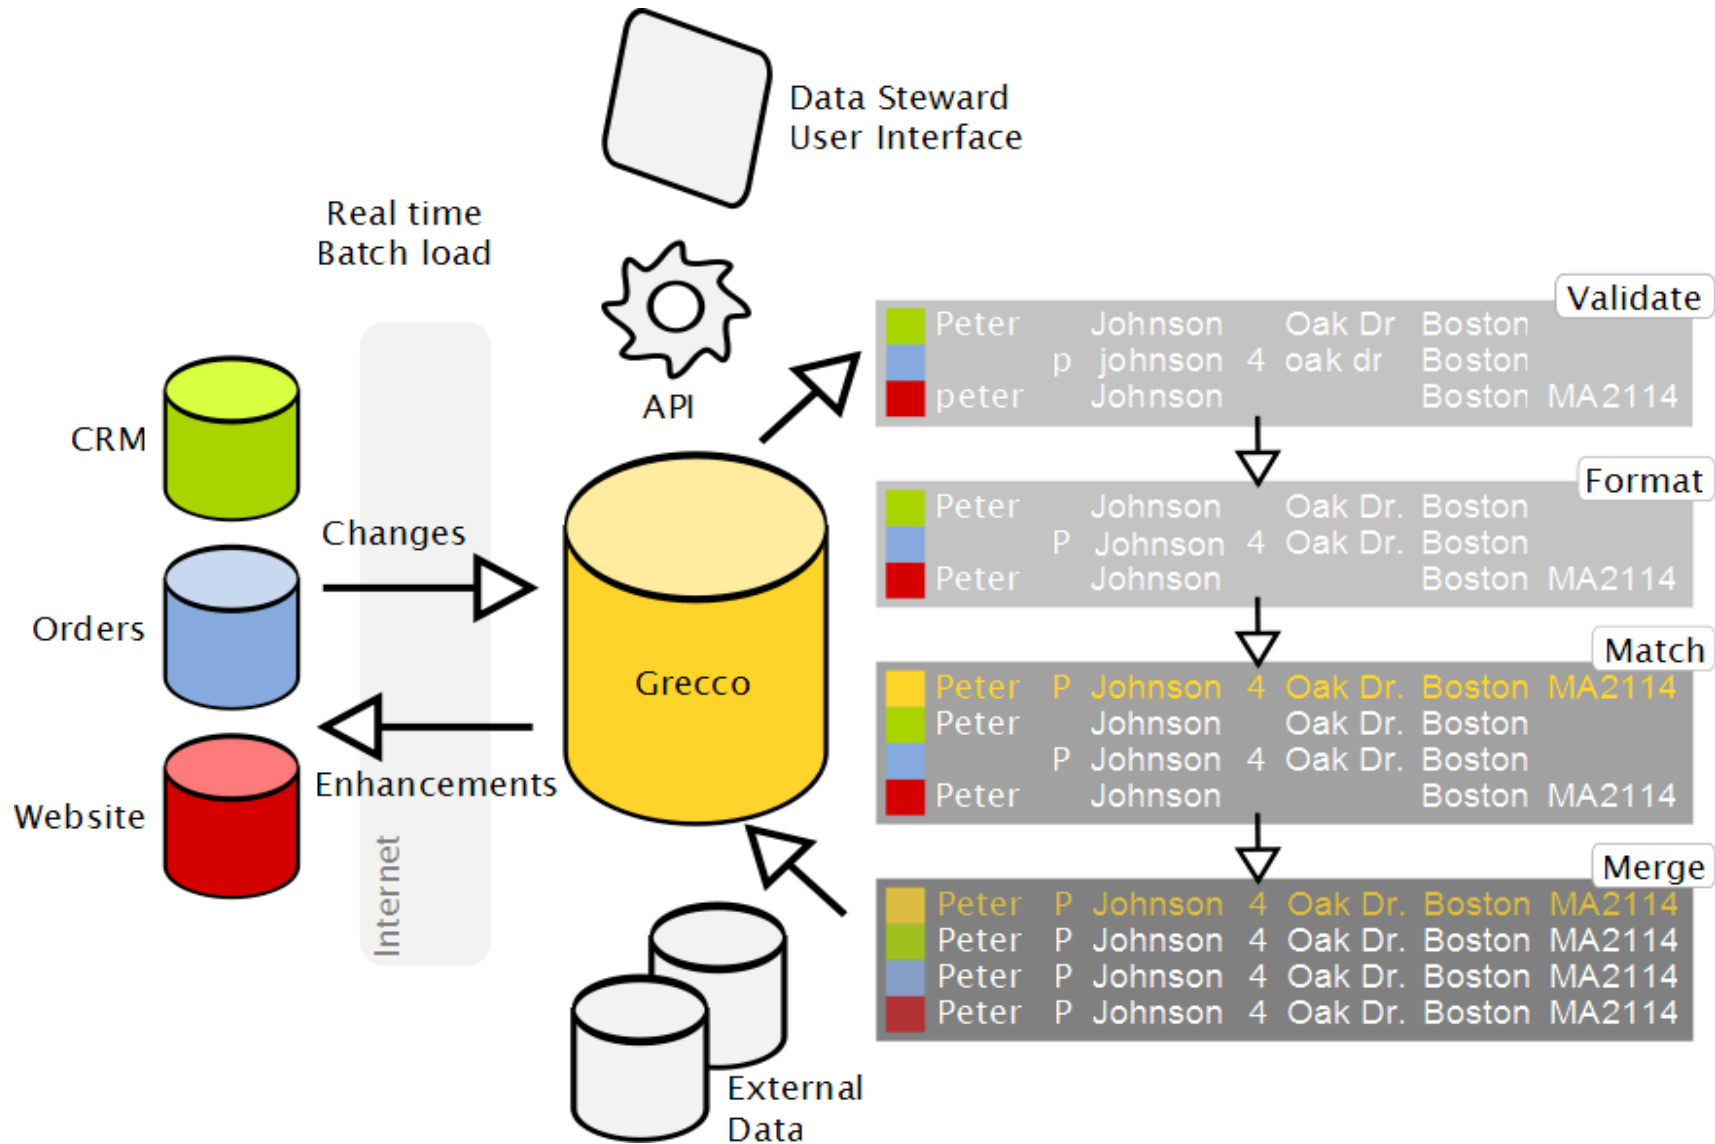 Data Steward
User Interface
Real time
Batch load
API
CRM
Orders
Website
Changes
Enhancements
Internet
Grecco
External
Data
Validate
Peter Johnson Oak Dr Boston
p johnson 4 oak dr Boston
peter Johnson Boston MA2114
Format
Peter Johnson Oak Dr. Boston
P Johnson 4 Oak Dr. Boston
Peter Johnson Boston MA2114
Match
Peter P Johnson 4 Oak Dr. Boston MA2114
Peter Johnson Oak Dr. Boston
P Johnson 4 Oak Dr. Boston
Peter Johnson Boston MA2114
Merge
Peter P Johnson 4 Oak Dr. Boston MA2114
Peter P Johnson 4 Oak Dr. Boston MA2114
Peter P Johnson 4 Oak Dr. Boston MA2114
Peter P Johnson 4 Oak Dr. Boston MA2114